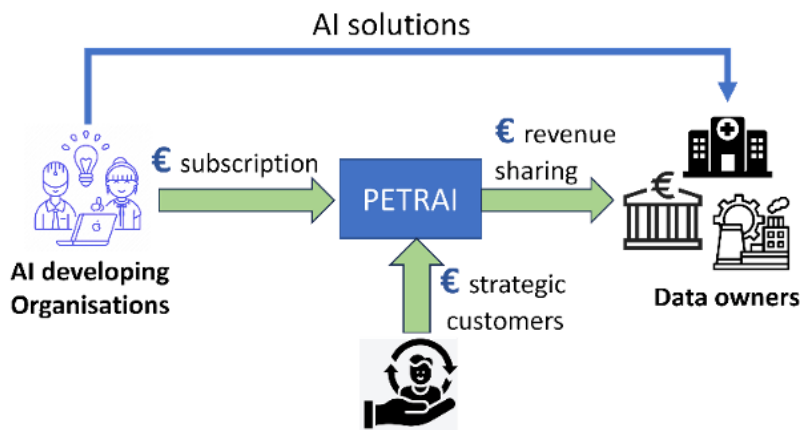 AI solutions
€ subscription
€ revenue
sharing
PETRAI
€
AI developing
Organisations
€ strategic
customers
Data owners